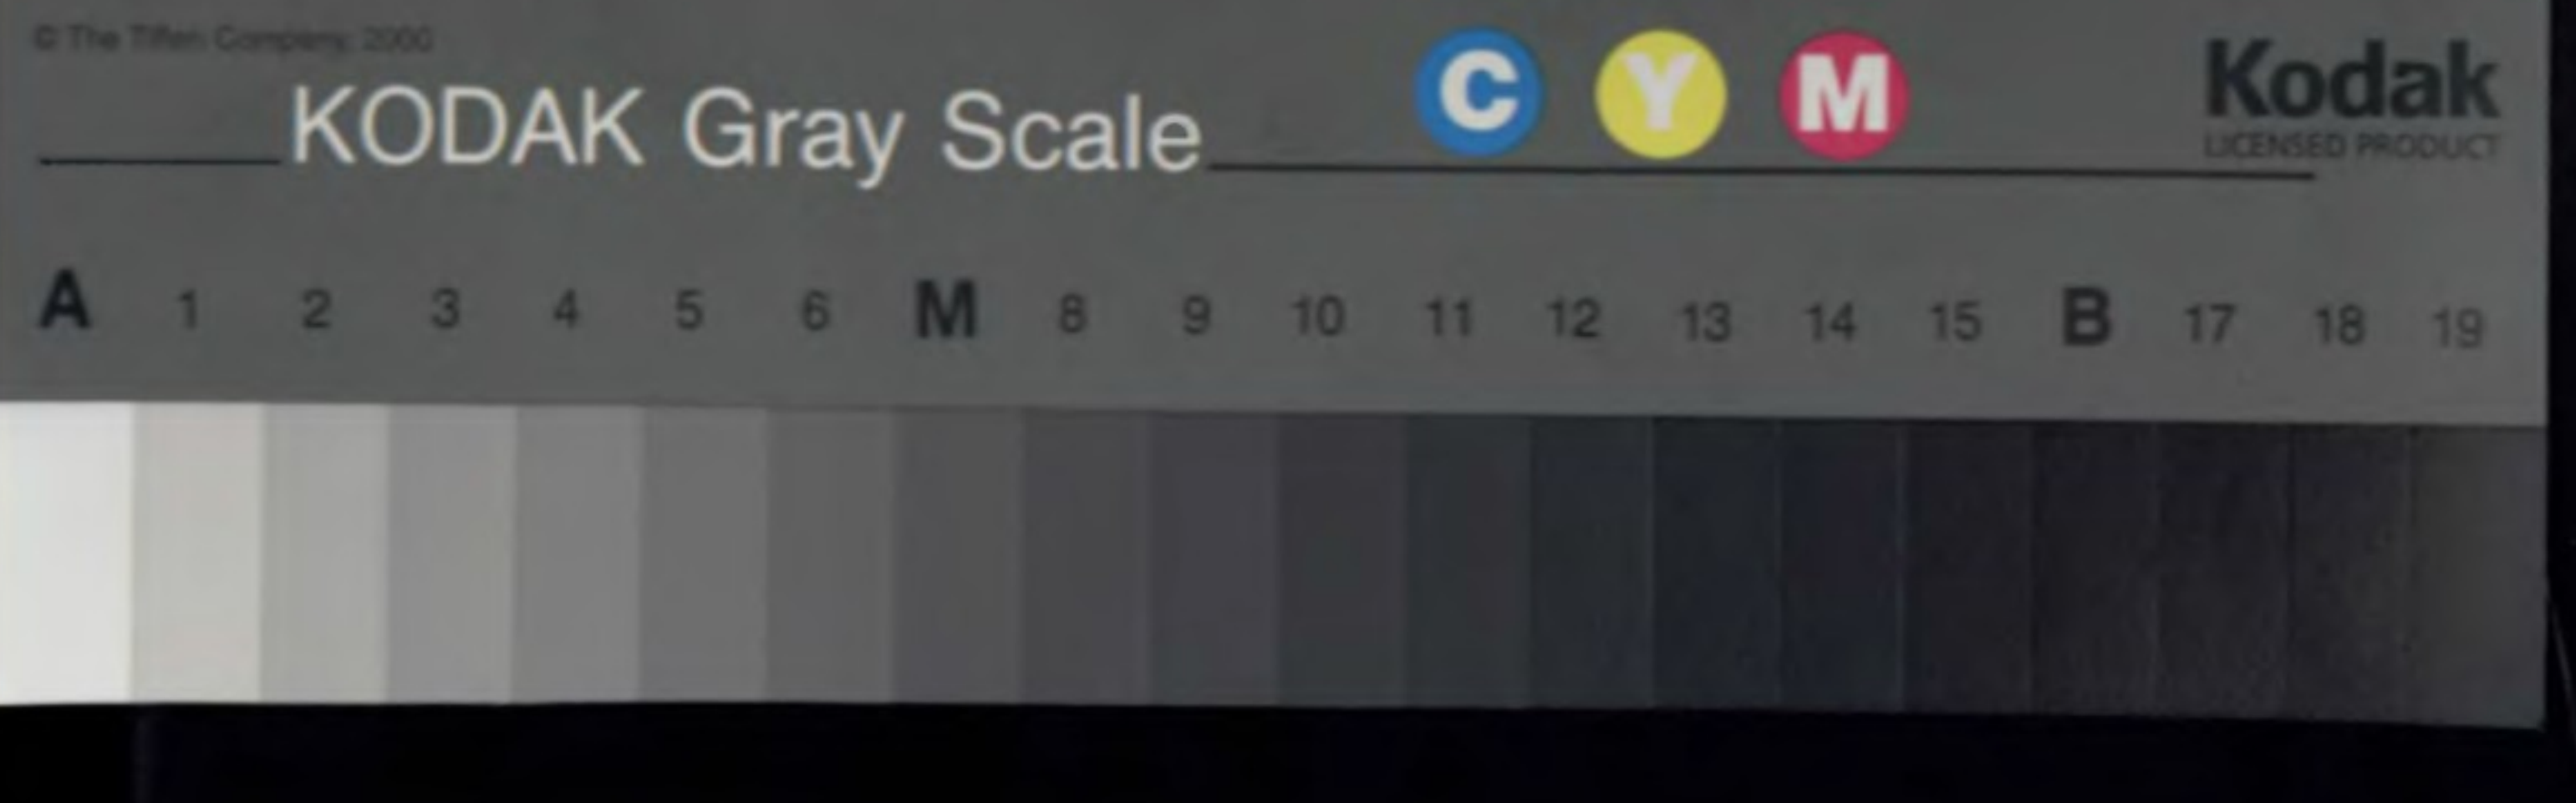 © The Tiffen Company, 2000
KODAK Gray Scale
C Y M
Kodak
LICENSED PRODUCT
A 1 2 3 4 5 6 M 8 9 10 11 12 13 14 15 B 17 18 19